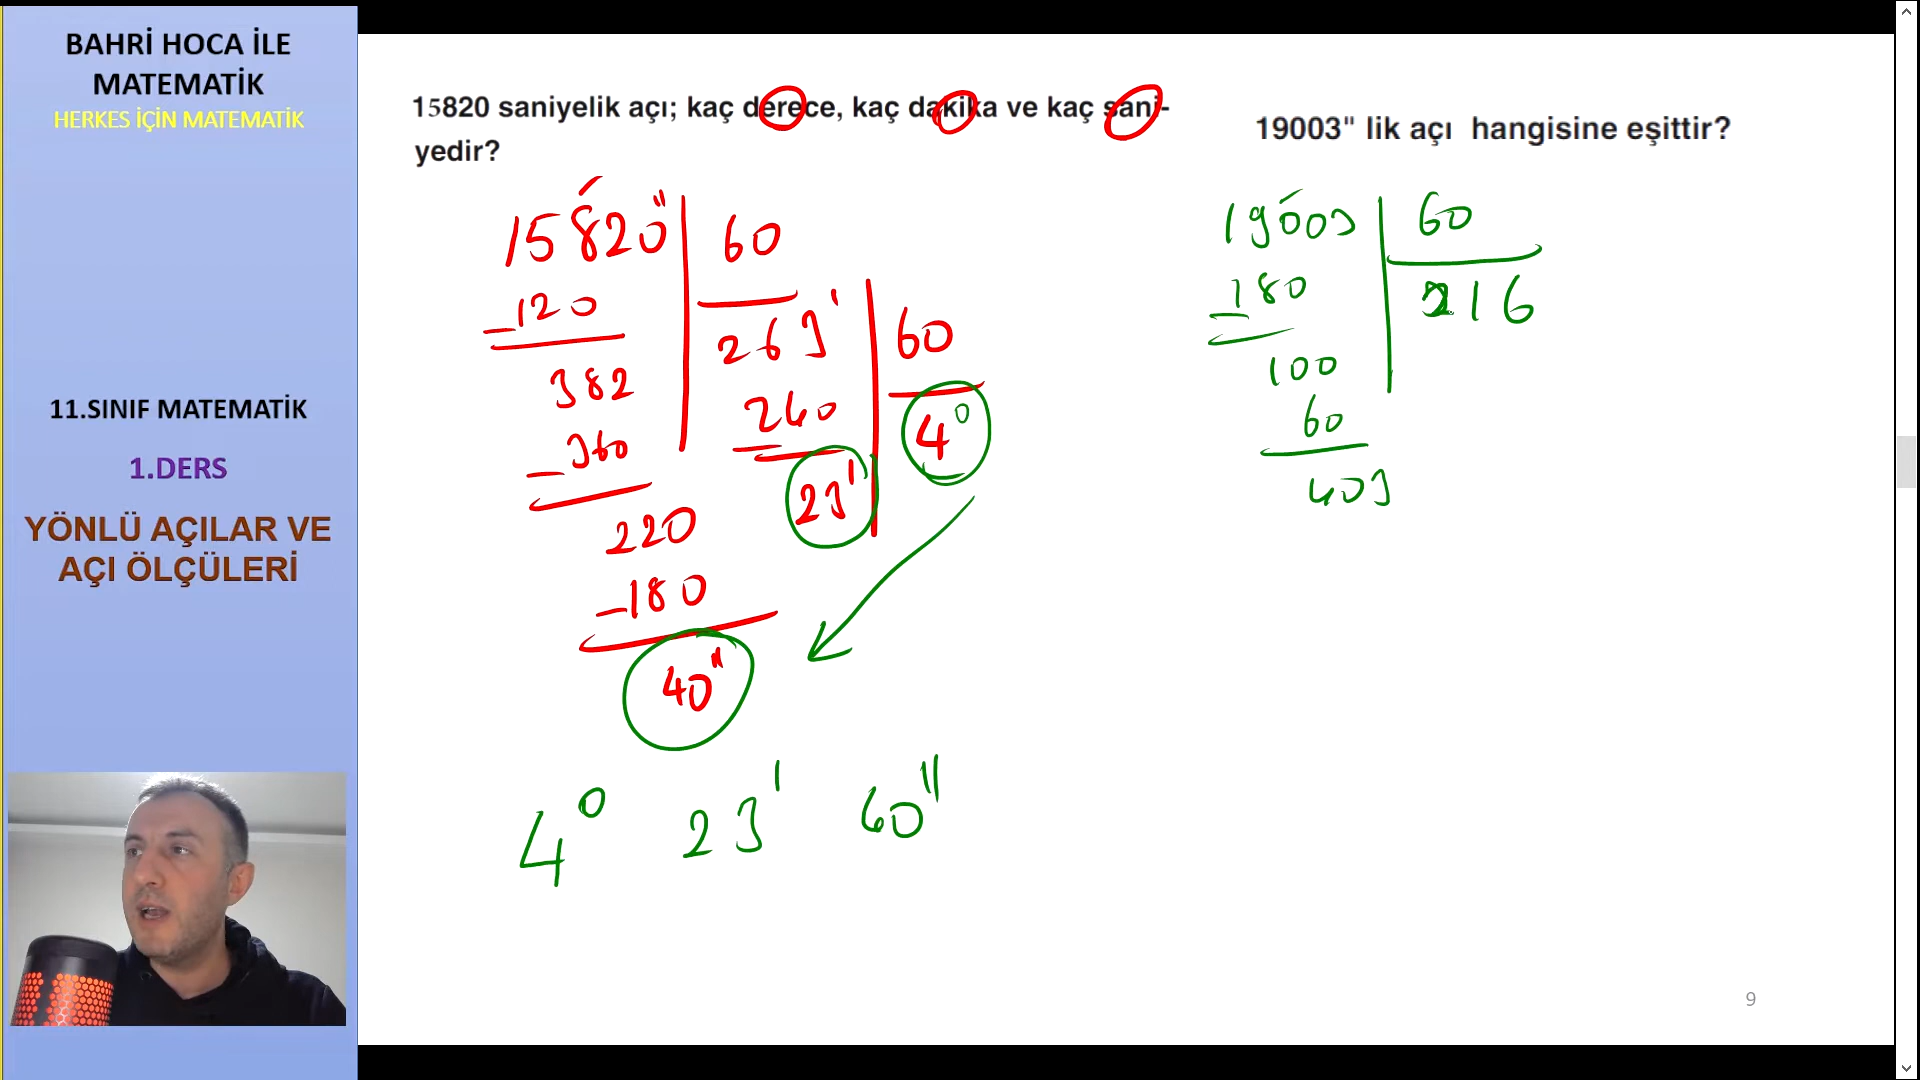 BAHRİ HOCA İLE
MATEMATİK
HERKES İÇİN MATEMATİK
11.SINIF MATEMATİK
1.DERS
YÖNLÜ AÇILAR VE
AÇI ÖLÇÜLERİ
15820 saniyelik açı; kaç derece, kaç dakika ve kaç sani-
yedir?
15820" 60
-120
263' 60
382
240
4°
-360
23'
220
-180
40"
4° 23' 60"
19003" lik açı hangisine eşittir?
19003 60
-180
216
100
60
403
9